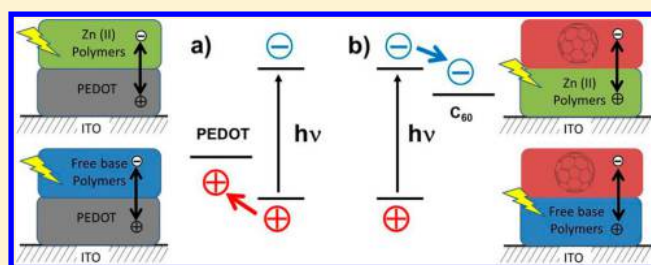 Zn (II)
Polymers
⊖
PEDOT
⊕
ITO
Free base
Polymers
⊖
PEDOT
⊕
ITO
a)
⊖
hν
PEDOT
⊕
⊕
b)
⊖
⊖
C60
hν
⊕
⊖
Zn (II)
Polymers
⊕
ITO
⊖
Free base
Polymers
⊕
ITO